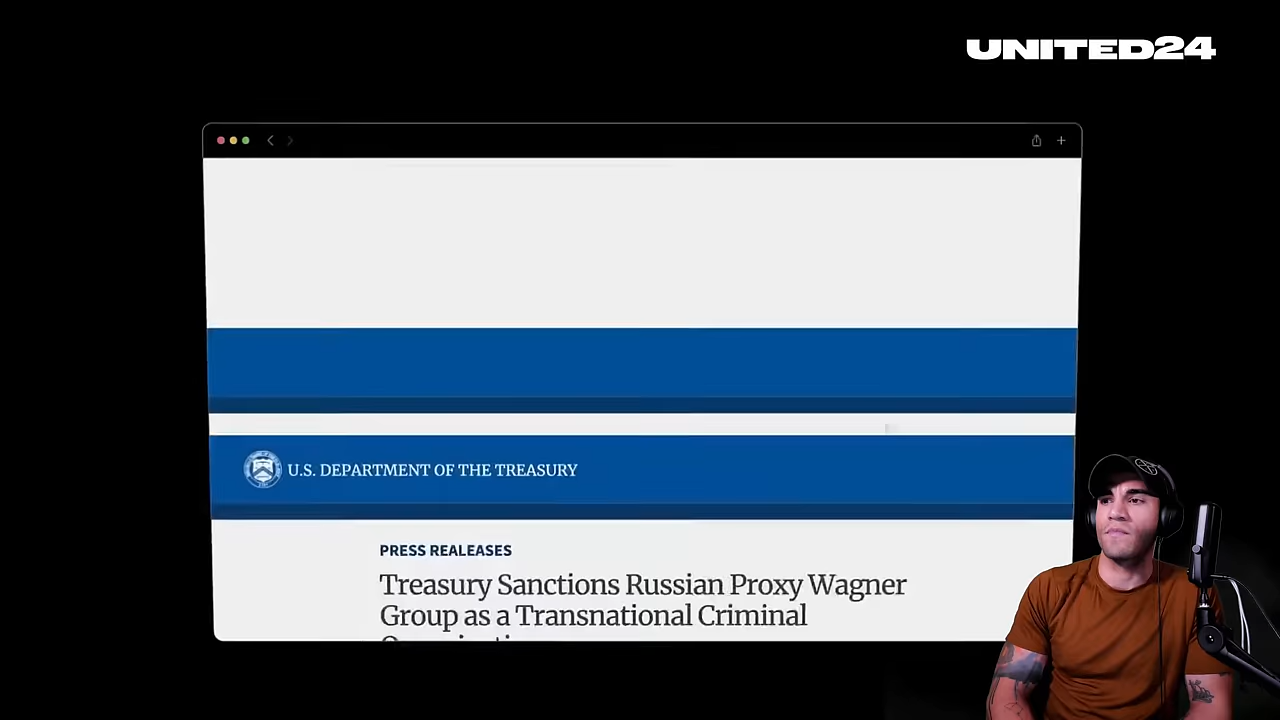 UNITED24
U.S. DEPARTMENT OF THE TREASURY
PRESS REALEASES
Treasury Sanctions Russian Proxy Wagner
Group as a Transnational Criminal